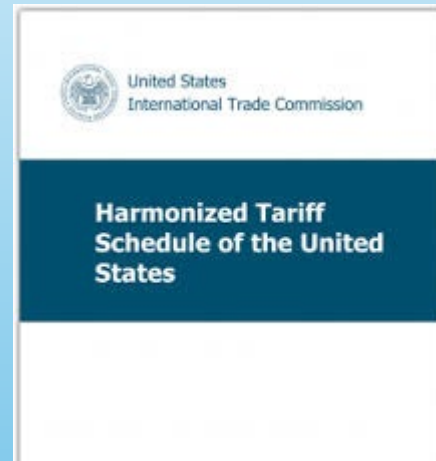 United States
International Trade Commission
Harmonized Tariff
Schedule of the United
States